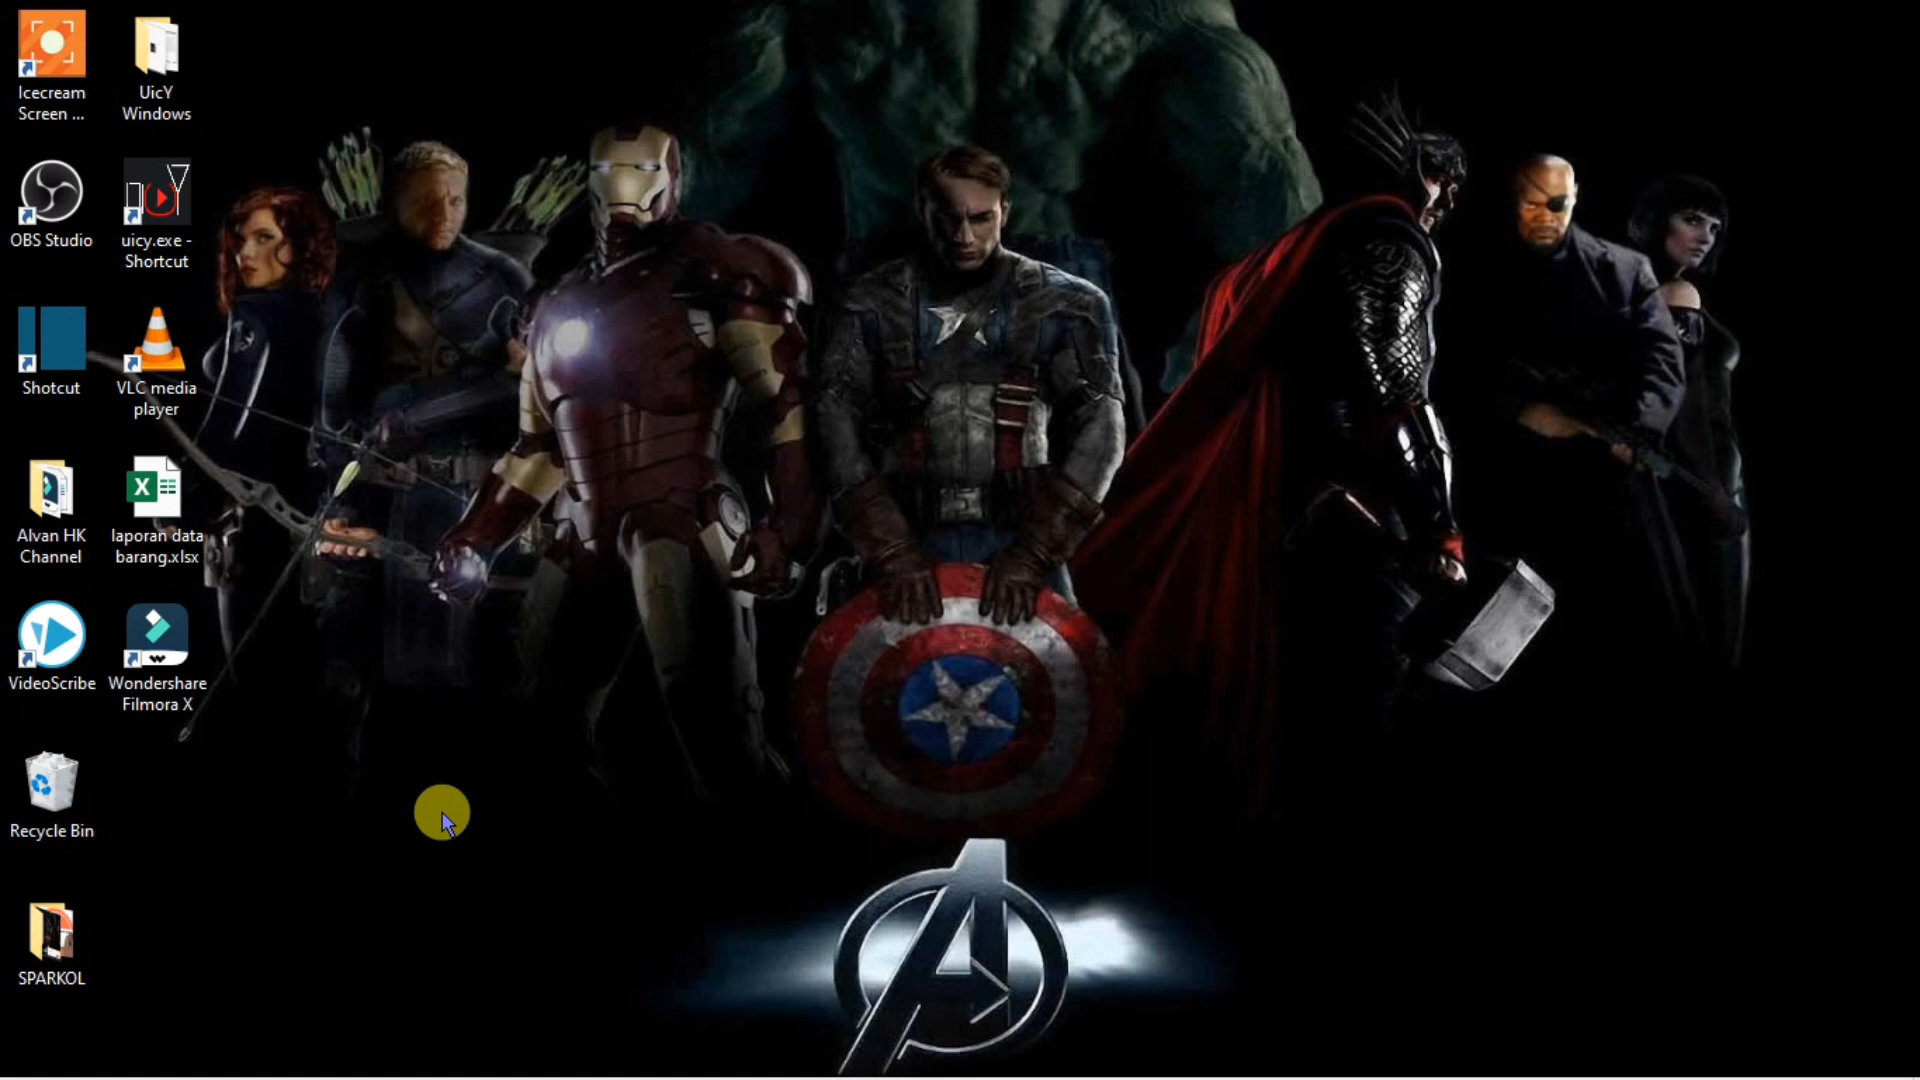 Icecream
Screen ...
UicY
Windows
OBS Studio
uicy.exe -
Shortcut
Shotcut
VLC media
player
Alvan HK
Channel
laporan data
barang.xlsx
VideoScribe
Wondershare
Filmora X
Recycle Bin
SPARKOL